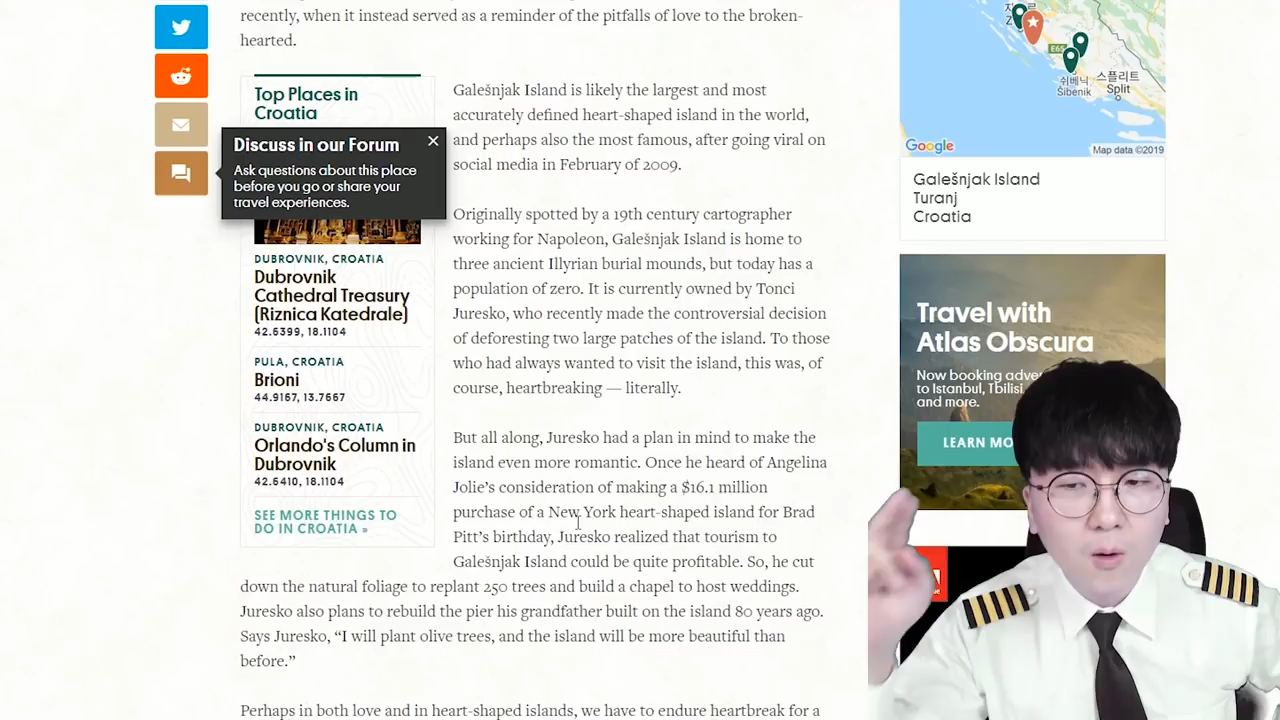 recently, when it instead served as a reminder of the pitfalls of love to the broken-
hearted.
Top Places in
Croatia
Discuss in our Forum
Ask questions about this place
before you go or share your
travel experiences.
DUBROVNIK, CROATIA
Dubrovnik
Cathedral Treasury
(Riznica Katedrale)
42.6399, 18.1104
PULA, CROATIA
Brioni
44.9167, 13.7667
DUBROVNIK, CROATIA
Orlando's Column in
Dubrovnik
42.6410, 18.1104
SEE MORE THINGS TO
DO IN CROATIA »
Galešnjak Island is likely the largest and most
accurately defined heart-shaped island in the world,
and perhaps also the most famous, after going viral on
social media in February of 2009.
Originally spotted by a 19th century cartographer
working for Napoleon, Galešnjak Island is home to
three ancient Illyrian burial mounds, but today has a
population of zero. It is currently owned by Tonci
Juresko, who recently made the controversial decision
of deforesting two large patches of the island. To those
who had always wanted to visit the island, this was, of
course, heartbreaking — literally.
But all along, Juresko had a plan in mind to make the
island even more romantic. Once he heard of Angelina
Jolie’s consideration of making a $16.1 million
purchase of a New York heart-shaped island for Brad
Pitt’s birthday, Juresko realized that tourism to
Galešnjak Island could be quite profitable. So, he cut
down the natural foliage to replant 250 trees and build a chapel to host weddings.
Juresko also plans to rebuild the pier his grandfather built on the island 80 years ago.
Says Juresko, “I will plant olive trees, and the island will be more beautiful than
before.”
Perhaps in both love and in heart-shaped islands, we have to endure heartbreak for a
E65
쉬베닉
Šibenik
스플리트
Split
Google
Map data ©2019
Galešnjak Island
Turanj
Croatia
Travel with
Atlas Obscura
Now booking adve
to Istanbul, Tbilisi
and more.
LEARN MO